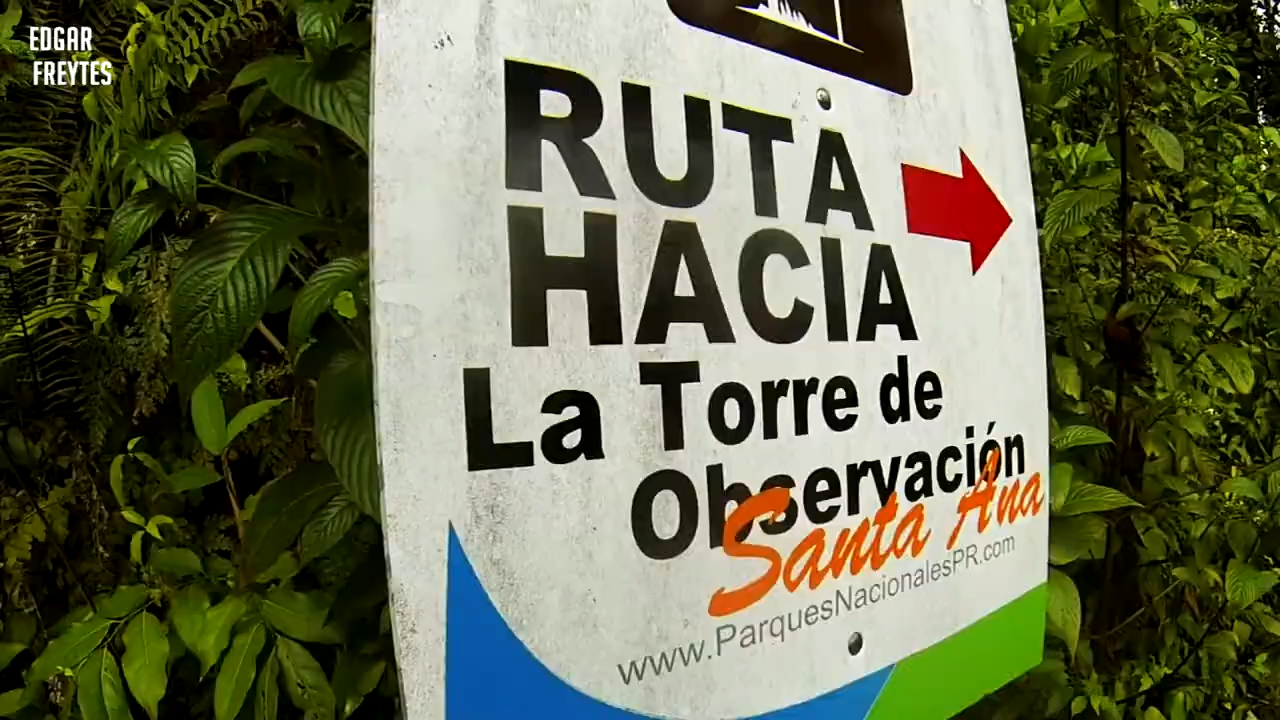 EDGAR
FREYTES
RUTA
HACIA
La Torre de
Observación
Santa Ana
www.ParquesNacionalesPR.com